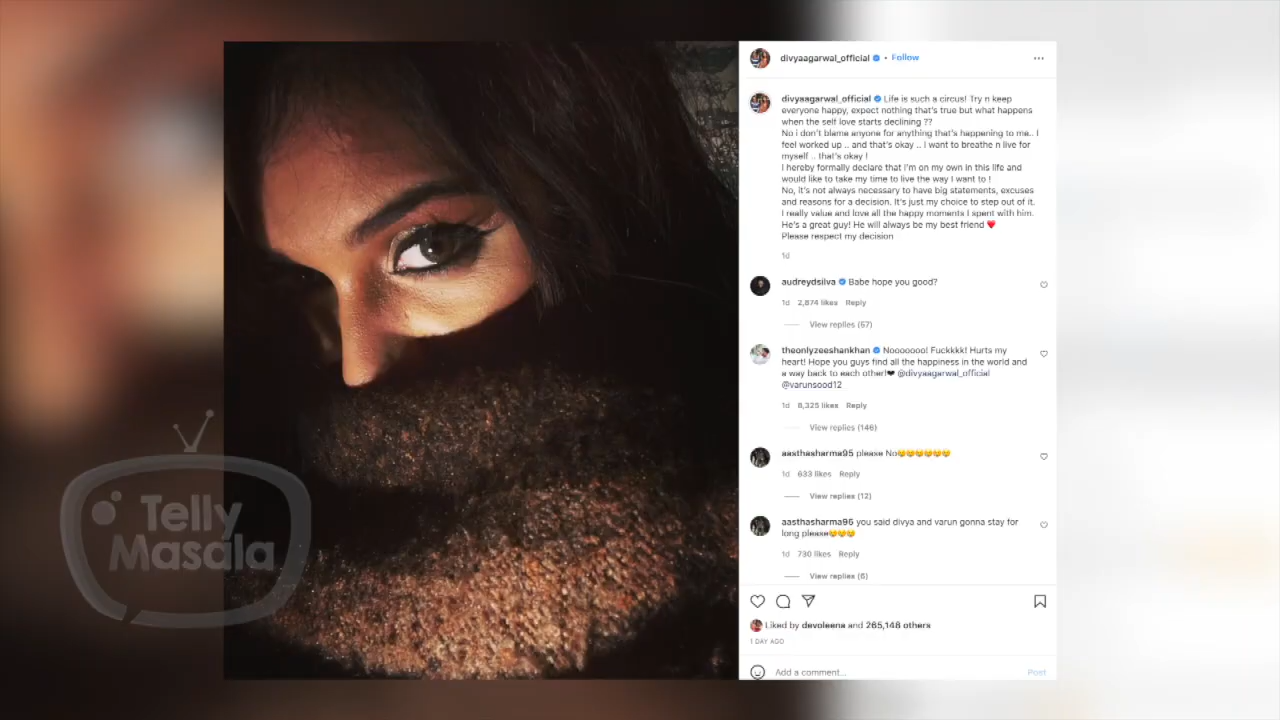 divyaagarwal_official • Follow
divyaagarwal_official Life is such a circus! Try n keep
everyone happy, expect nothing that's true but what happens
when the self love starts declining ??
No i don't blame anyone for anything that's happening to me.. I
feel worked up .. and that's okay .. I want to breathe n live for
myself .. that's okay !
I hereby formally declare that I'm on my own in this life and
would like to take my time to live the way I want to !
No, it's not always necessary to have big statements, excuses
and reasons for a decision. It's just my choice to step out of it.
I really value and love all the happy moments I spent with him.
He's a great guy! He will always be my best friend ❤️
Please respect my decision
1d
audreydsilva Babe hope you good?
1d 2,874 likes Reply
View replies (57)
theonlyzeeshankhan Nooooooo! Fuckkkk! Hurts my
heart! Hope you guys find all the happiness in the world and
a way back to each other!❤ @divyaagarwal_official
@varunsood12
1d 8,325 likes Reply
View replies (146)
aasthasharma95 please No
1d 633 likes Reply
View replies (12)
aasthasharma96 you said divya and varun gonna stay for
long please
1d 730 likes Reply
View replies (6)
Liked by devoleena and 265,148 others
1 DAY AGO
Add a comment...
Post
Telly
Masala